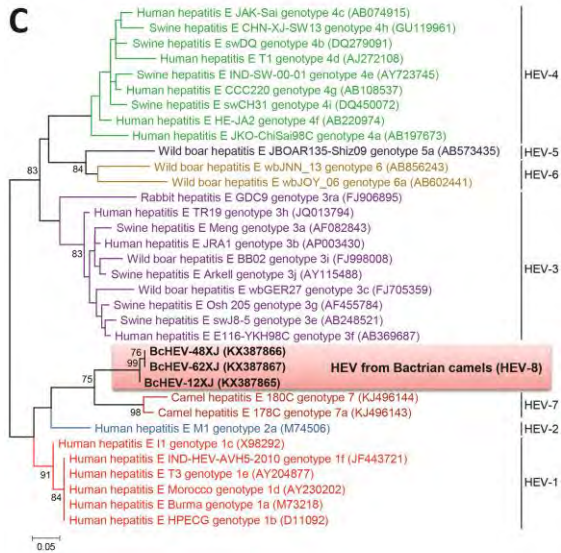 C
Human hepatitis E JAK-Sai genotype 4c (AB074915)
Swine hepatitis E CHN-XJ-SW13 genotype 4h (GU119961)
Swine hepatitis E swDQ genotype 4b (DQ279091)
Human hepatitis E T1 genotype 4d (AJ272108)
Swine hepatitis E IND-SW-00-01 genotype 4e (AY723745)
Human hepatitis E CCC220 genotype 4g (AB108537)
Swine hepatitis E swCH31 genotype 4i (DQ450072)
Human hepatitis E HE-JA2 genotype 4f (AB220974)
Human hepatitis E JKO-ChiSai98C genotype 4a (AB197673)
HEV-4
Wild boar hepatitis E JBOAR135-Shiz09 genotype 5a (AB573435)
HEV-5
83
84
Wild boar hepatitis E wbJNN_13 genotype 6 (AB856243)
Wild boar hepatitis E wbJOY_06 genotype 6a (AB602441)
HEV-6
Rabbit hepatitis E GDC9 genotype 3ra (FJ906895)
Human hepatitis E TR19 genotype 3h (JQ013794)
Swine hepatitis E Meng genotype 3a (AF082843)
83
Human hepatitis E JRA1 genotype 3b (AP003430)
Wild boar hepatitis E BB02 genotype 3i (FJ998008)
Swine hepatitis E Arkell genotype 3j (AY115488)
Wild boar hepatitis E wbGER27 genotype 3c (FJ705359)
Swine hepatitis E Osh 205 genotype 3g (AF455784)
Swine hepatitis E swJ8-5 genotype 3e (AB248521)
Human hepatitis E E116-YKH98C genotype 3f (AB369687)
HEV-3
76
99
BcHEV-48XJ (KX387866)
BcHEV-62XJ (KX387867)
BcHEV-12XJ (KX387865)
HEV from Bactrian camels (HEV-8)
75
98
Camel hepatitis E 180C genotype 7 (KJ496144)
Camel hepatitis E 178C genotype 7a (KJ496143)
HEV-7
Human hepatitis E M1 genotype 2a (M74506)
HEV-2
Human hepatitis E I1 genotype 1c (X98292)
Human hepatitis E IND-HEV-AVH5-2010 genotype 1f (JF443721)
91
Human hepatitis E T3 genotype 1e (AY204877)
84
Human hepatitis E Morocco genotype 1d (AY230202)
Human hepatitis E Burma genotype 1a (M73218)
Human hepatitis E HPECG genotype 1b (D11092)
HEV-1
0.05